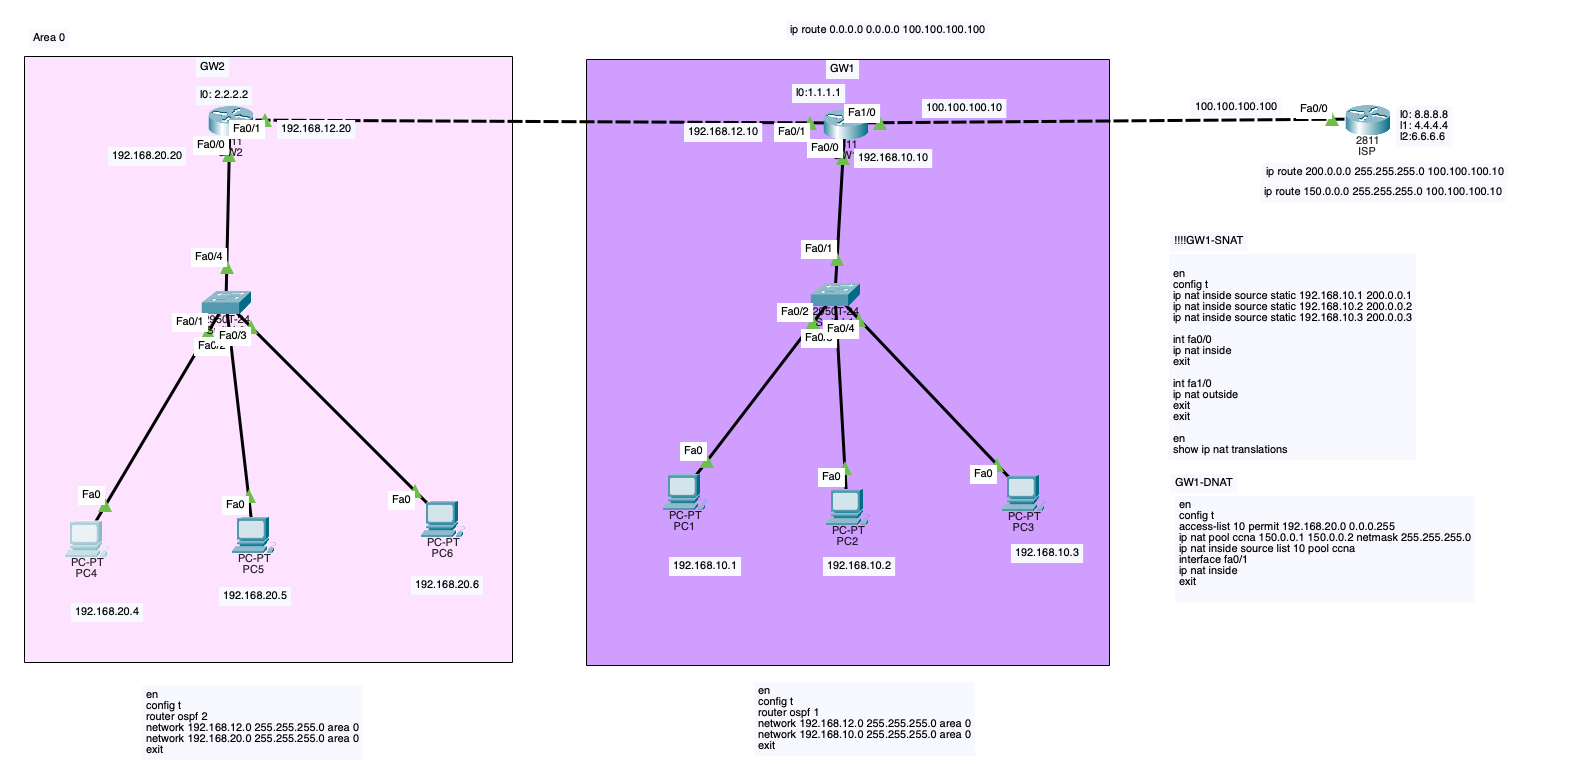 Area 0
ip route 0.0.0.0 0.0.0.0 100.100.100.100
GW2
l0: 2.2.2.2
Fa0/1
192.168.12.20
Fa0/0
192.168.20.20
Fa0/4
Fa0/1
Fa0/3
Fa0
PC-PT
PC4
192.168.20.4
Fa0
PC-PT
PC5
192.168.20.5
Fa0
PC-PT
PC6
192.168.20.6
GW1
l0:1.1.1.1
Fa1/0
100.100.100.10
192.168.12.10
Fa0/1
Fa0/0
192.168.10.10
Fa0/1
Fa0/2
2950T-24
Fa0/4
Fa0
PC-PT
PC1
192.168.10.1
Fa0
PC-PT
PC2
192.168.10.2
Fa0
PC-PT
PC3
192.168.10.3
100.100.100.100
Fa0/0
l0: 8.8.8.8
l1: 4.4.4.4
l2:6.6.6.6
2811
ISP
ip route 200.0.0.0 255.255.255.0 100.100.100.10
ip route 150.0.0.0 255.255.255.0 100.100.100.10
!!!!GW1-SNAT
en
config t
ip nat inside source static 192.168.10.1 200.0.0.1
ip nat inside source static 192.168.10.2 200.0.0.2
ip nat inside source static 192.168.10.3 200.0.0.3
int fa0/0
ip nat inside
exit
int fa1/0
ip nat outside
exit
exit
en
show ip nat translations
GW1-DNAT
en
config t
access-list 10 permit 192.168.20.0 0.0.0.255
ip nat pool ccna 150.0.0.1 150.0.0.2 netmask 255.255.255.0
ip nat inside source list 10 pool ccna
interface fa0/1
ip nat inside
exit
en
config t
router ospf 2
network 192.168.12.0 255.255.255.0 area 0
network 192.168.20.0 255.255.255.0 area 0
exit
en
config t
router ospf 1
network 192.168.12.0 255.255.255.0 area 0
network 192.168.10.0 255.255.255.0 area 0
exit